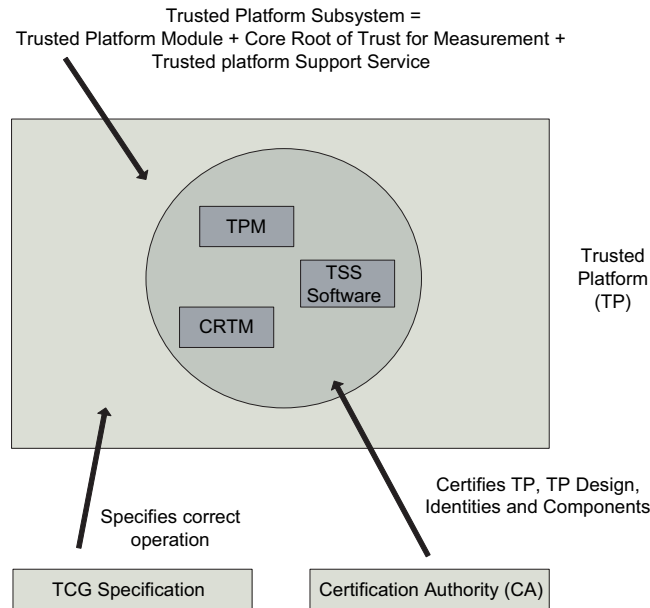 Trusted Platform Subsystem =
Trusted Platform Module + Core Root of Trust for Measurement +
Trusted platform Support Service
TPM
TSS
Software
CRTM
Trusted
Platform
(TP)
Certifies TP, TP Design,
Identities and Components
Specifies correct
operation
TCG Specification
Certification Authority (CA)